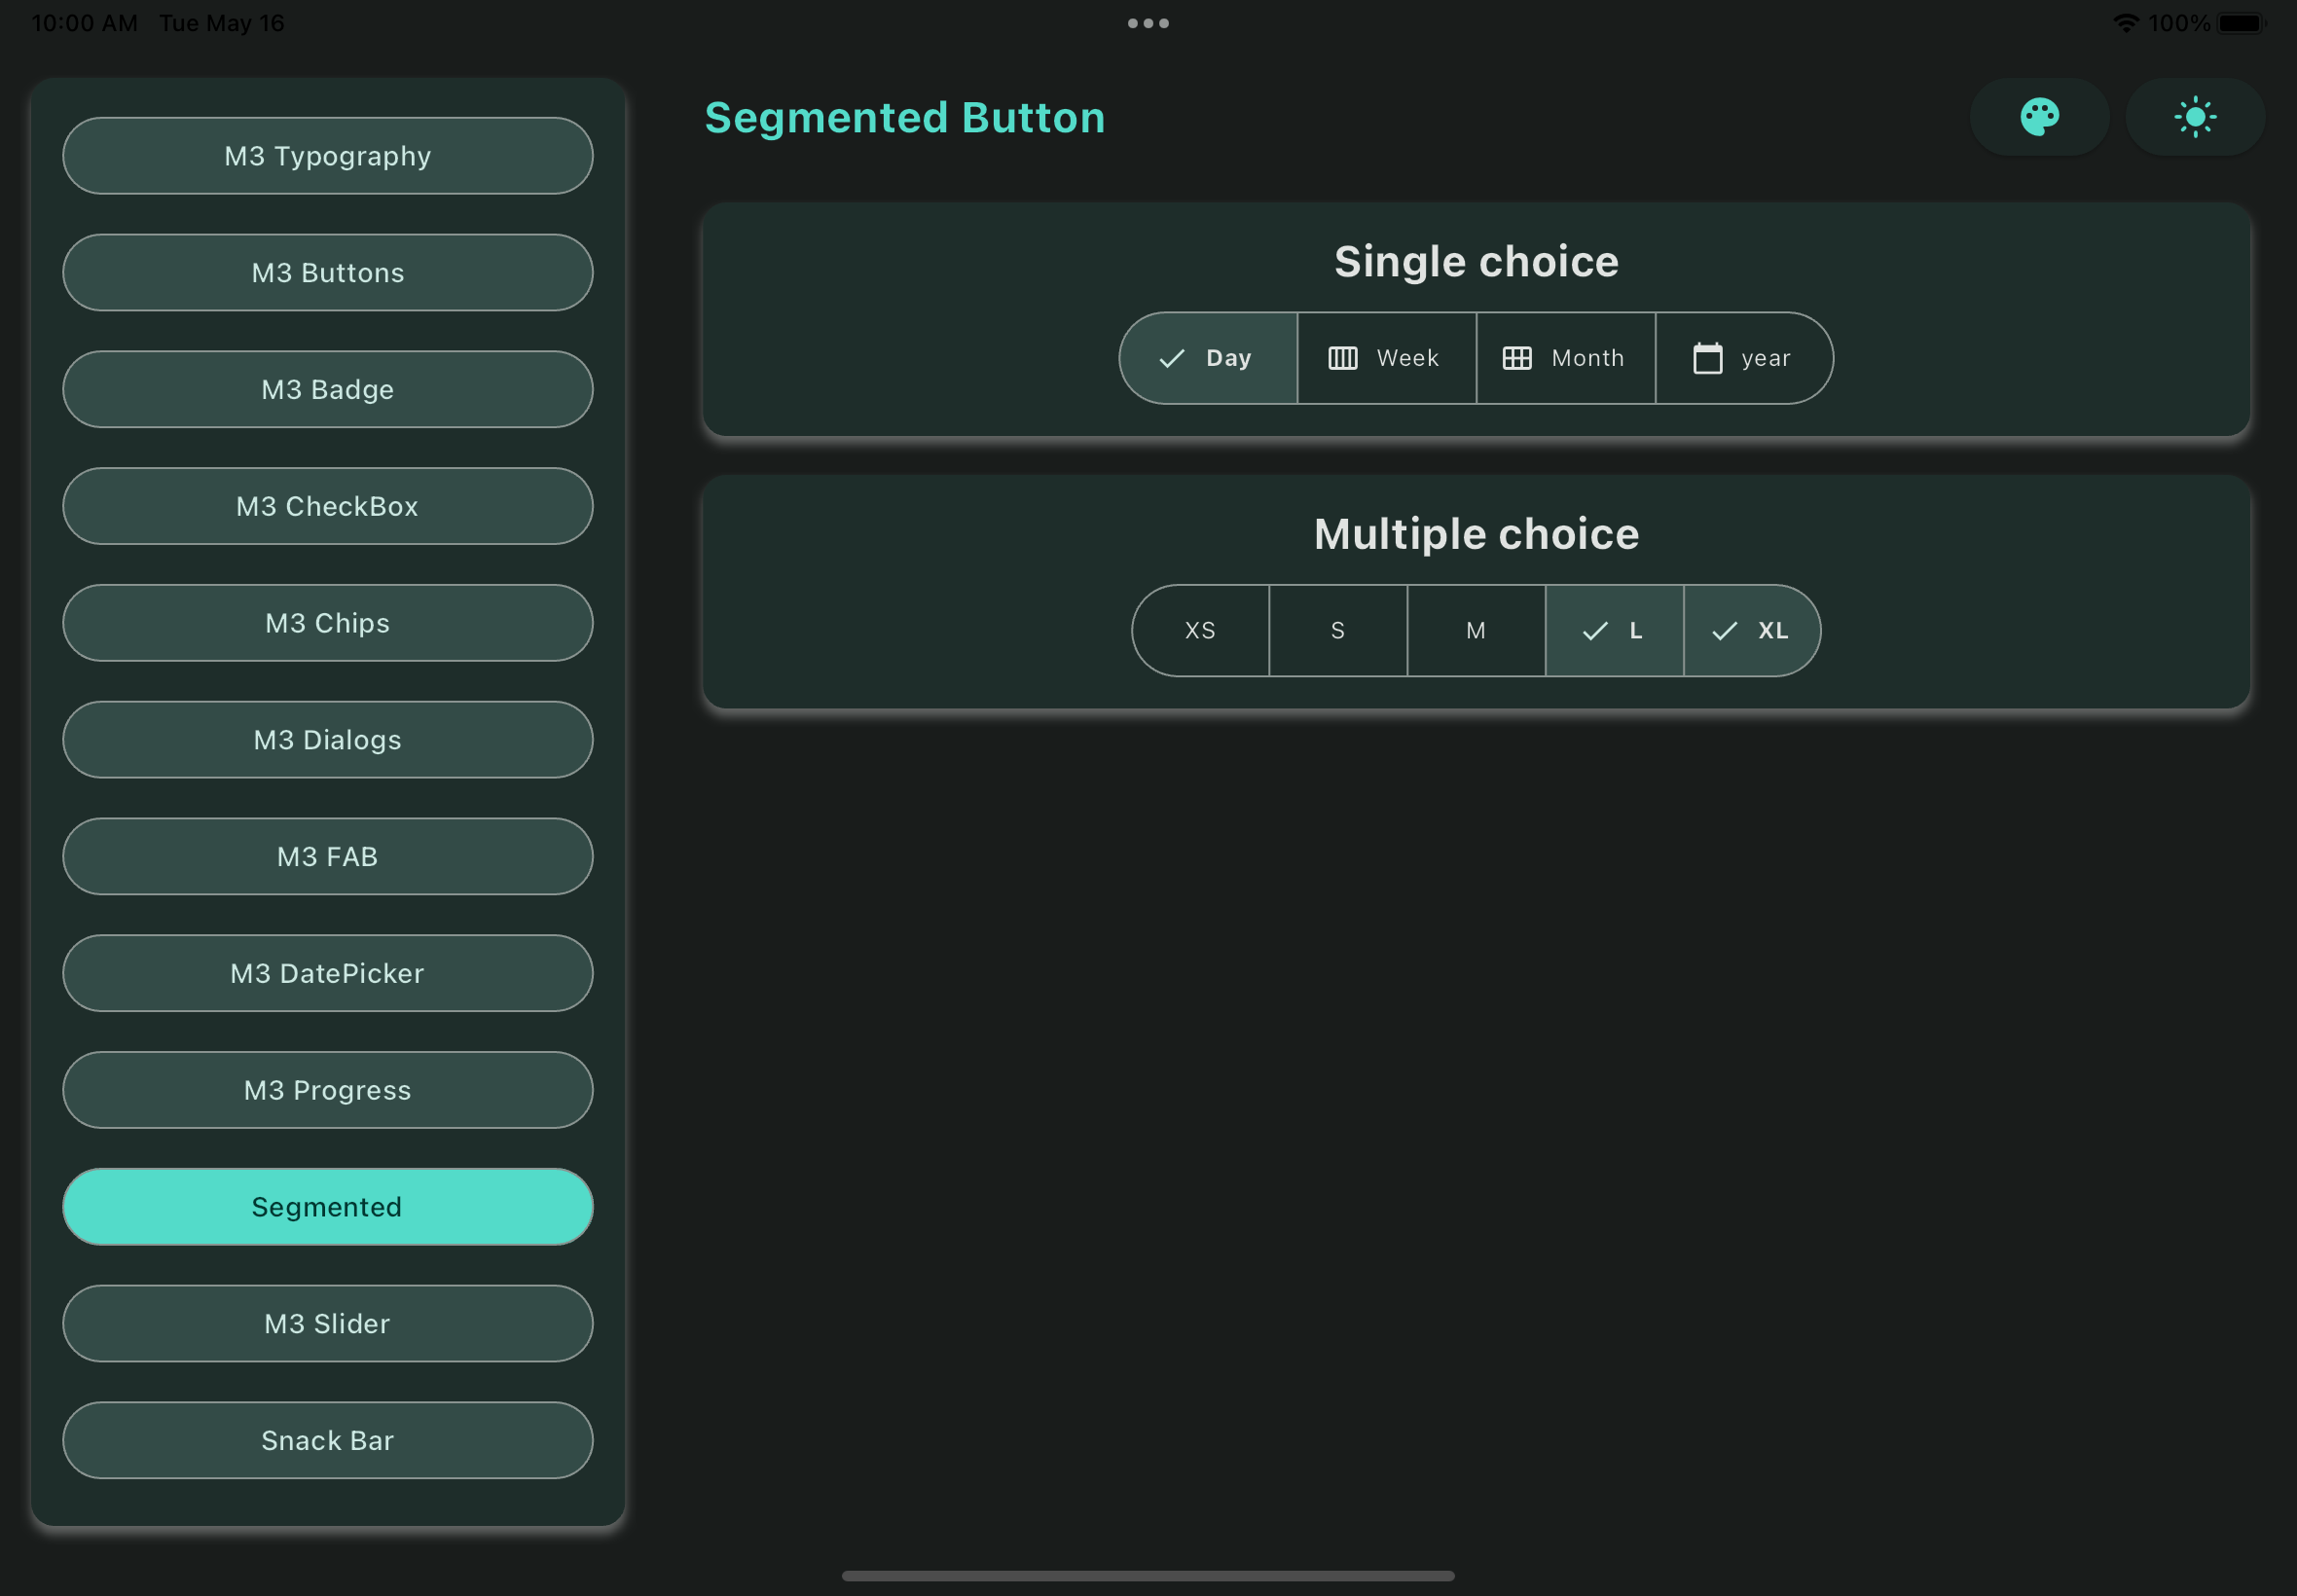 10:00 AM Tue May 16
100%
M3 Typography
M3 Buttons
M3 Badge
M3 CheckBox
M3 Chips
M3 Dialogs
M3 FAB
M3 DatePicker
M3 Progress
Segmented
M3 Slider
Snack Bar
Segmented Button
Single choice
Day Week Month year
Multiple choice
XS S M L XL